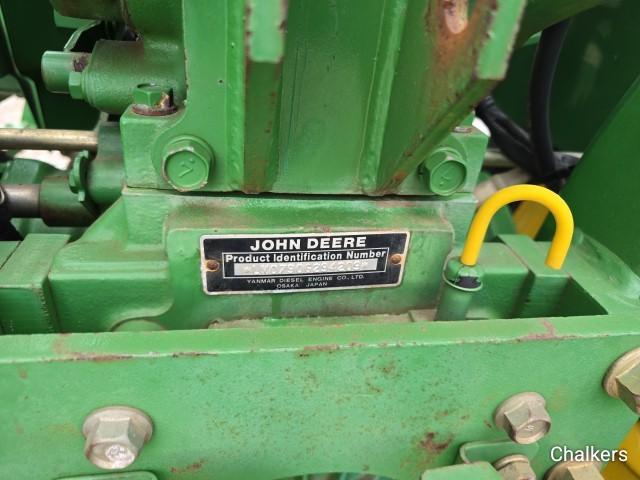 JOHN DEERE
Product Identification Number
YANMAR DIESEL ENGINE CO., LTD.
OSAKA, JAPAN
Chalkers